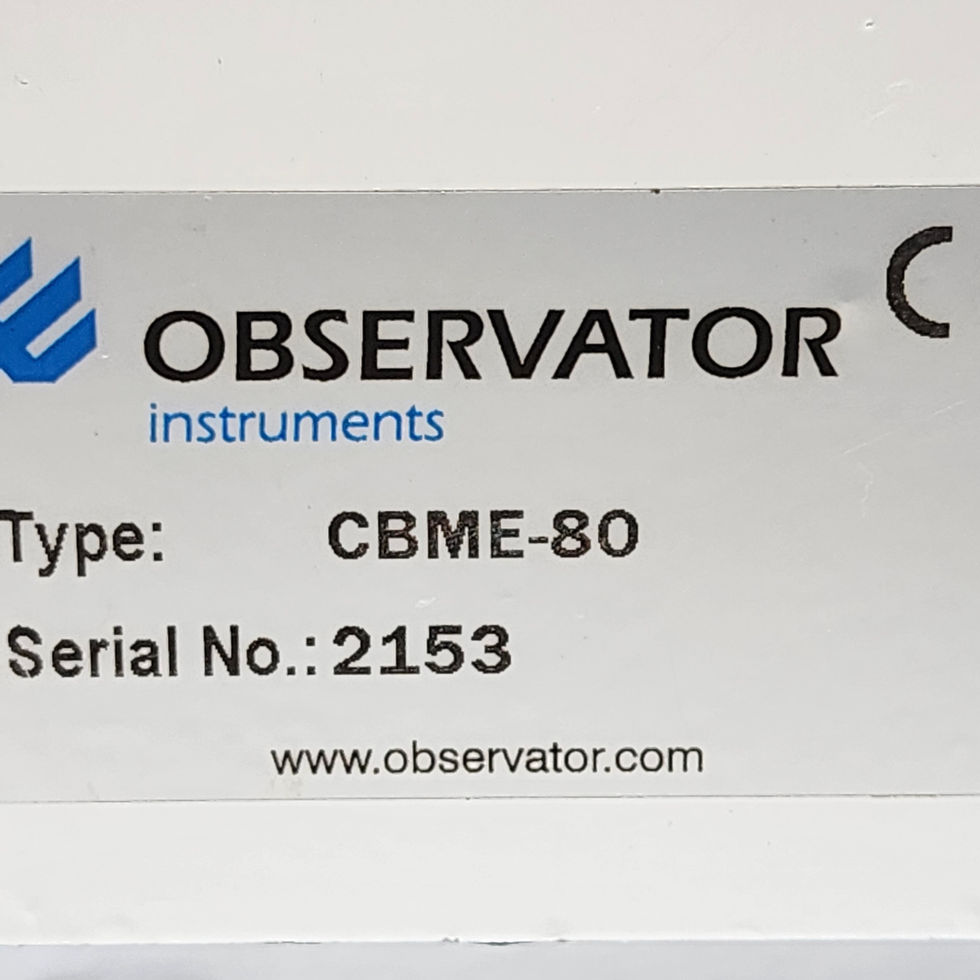 OBSERVATOR
instruments
Type: CBME-80
Serial No.: 2153
www.observator.com